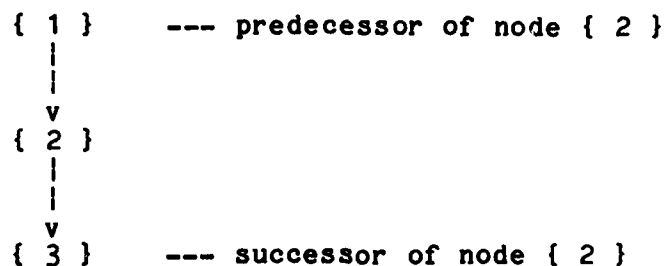 { 1 } --- predecessor of node { 2 }
|
|
v
{ 2 }
|
|
v
{ 3 } --- successor of node { 2 }